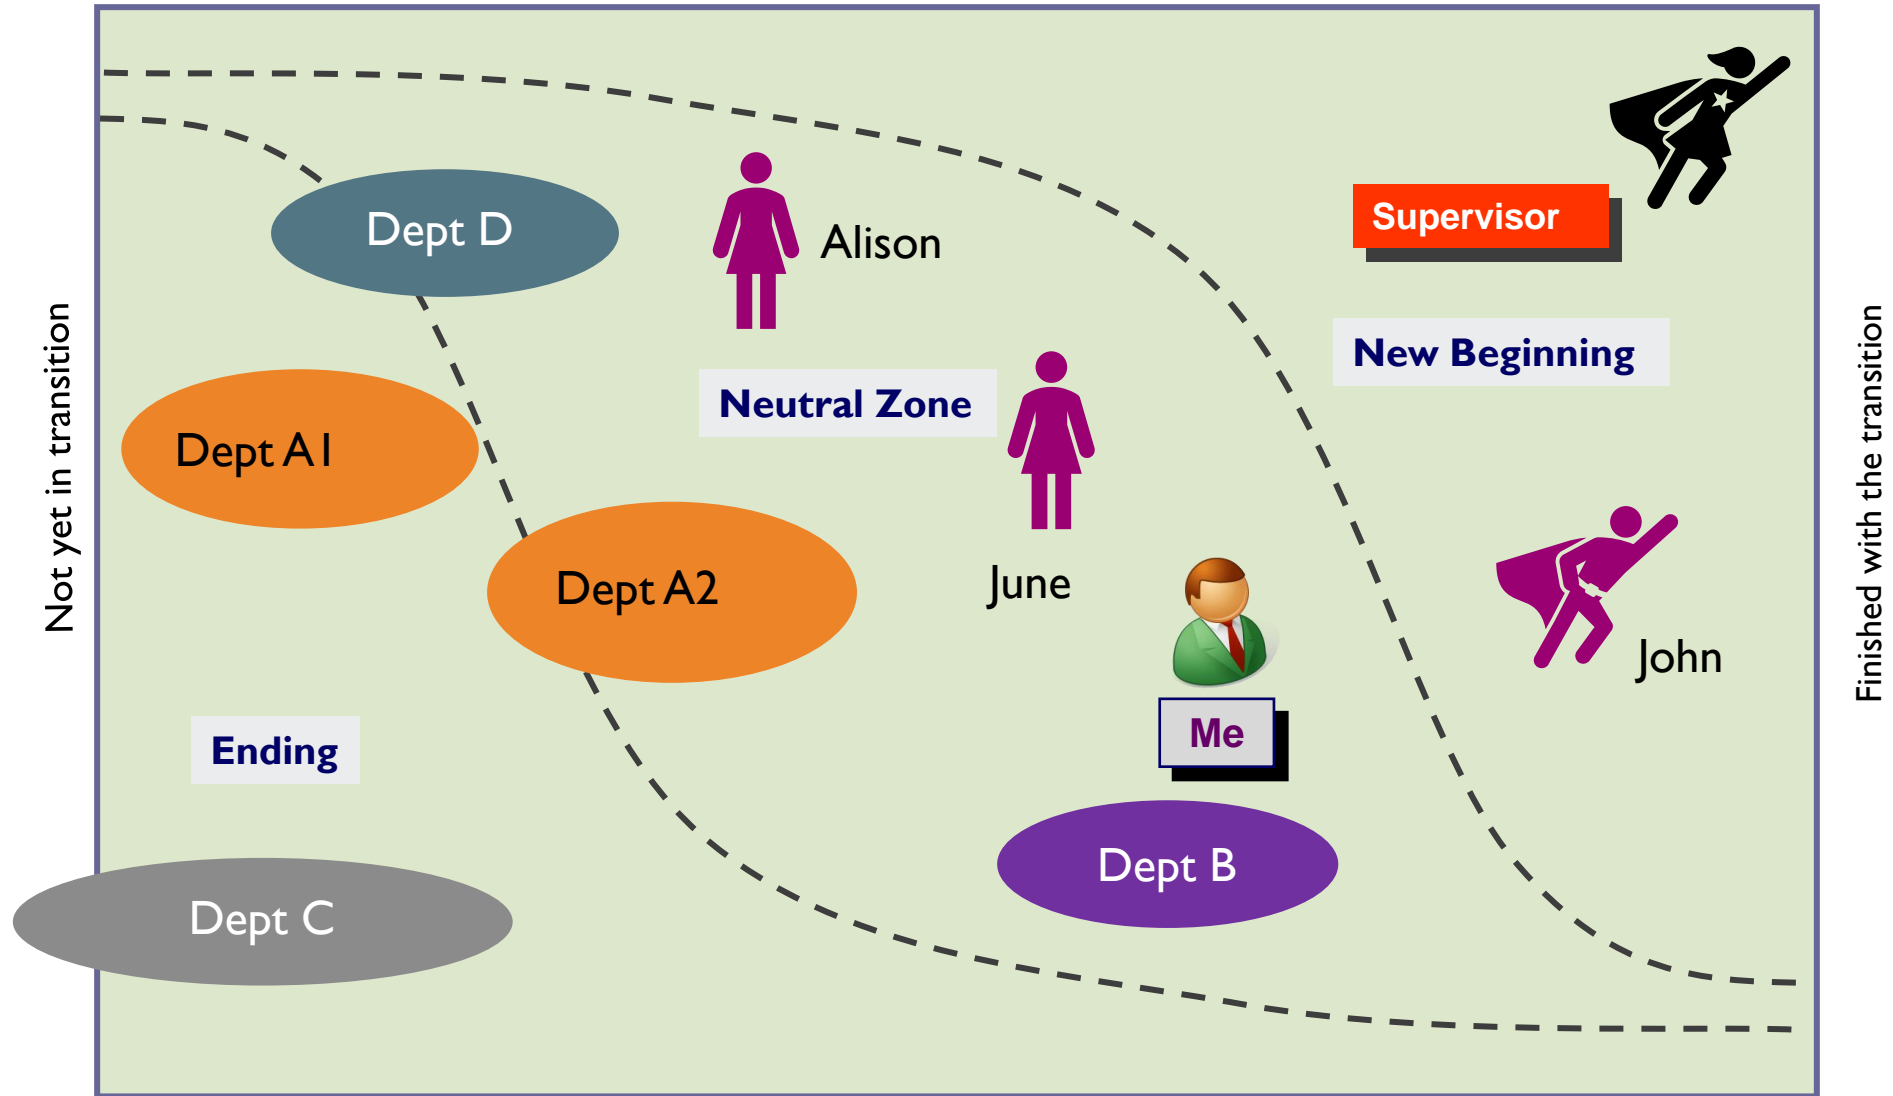 Not yet in transition
Dept D
Alison
Supervisor
New Beginning
Neutral Zone
Dept A1
Dept A2
June
Me
John
Ending
Dept B
Dept C
Finished with the transition